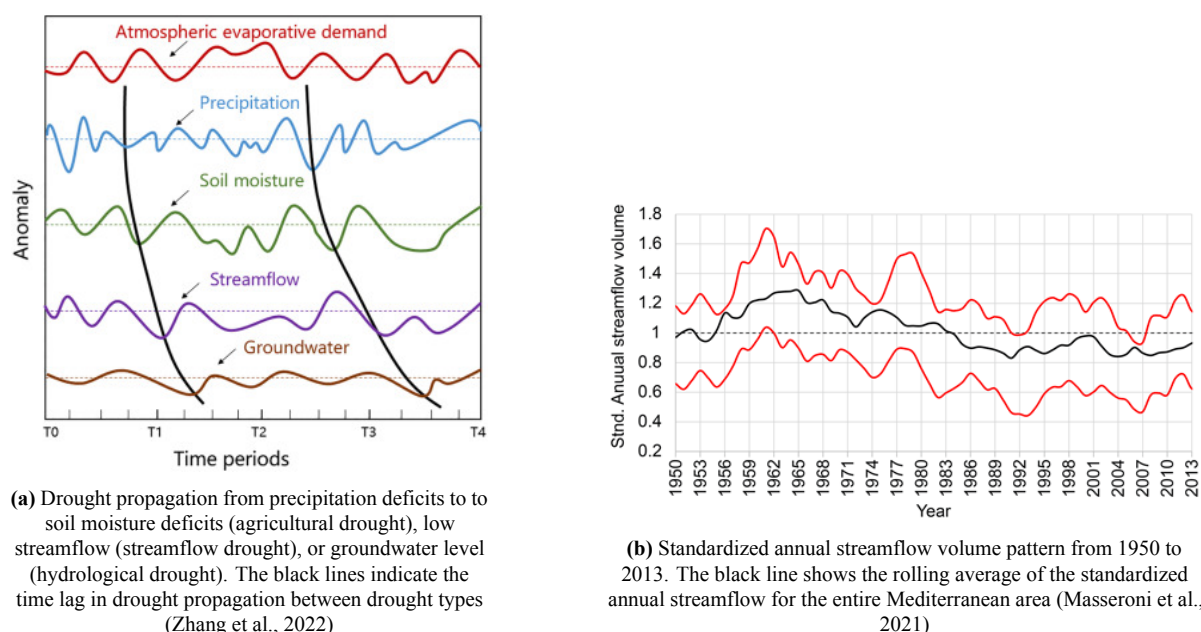 Atmospheric evaporative demand
Precipitation
Soil moisture
Streamflow
Groundwater
Anomaly
T0 T1 T2 T3 T4
Time periods
(a) Drought propagation from precipitation deficits to to
soil moisture deficits (agricultural drought), low
streamflow (streamflow drought), or groundwater level
(hydrological drought). The black lines indicate the
time lag in drought propagation between drought types
(Zhang et al., 2022)
Stnd. Anuual streamflow volume
1.8
1.6
1.4
1.2
1
0.8
0.6
0.4
0.2
1950 1953 1956 1959 1962 1965 1968 1971 1974 1977 1980 1983 1986 1989 1992 1995 1998 2001 2004 2007 2010 2013
Year
(b) Standardized annual streamflow volume pattern from 1950 to
2013. The black line shows the rolling average of the standardized
annual streamflow for the entire Mediterranean area (Masseroni et al.,
2021)